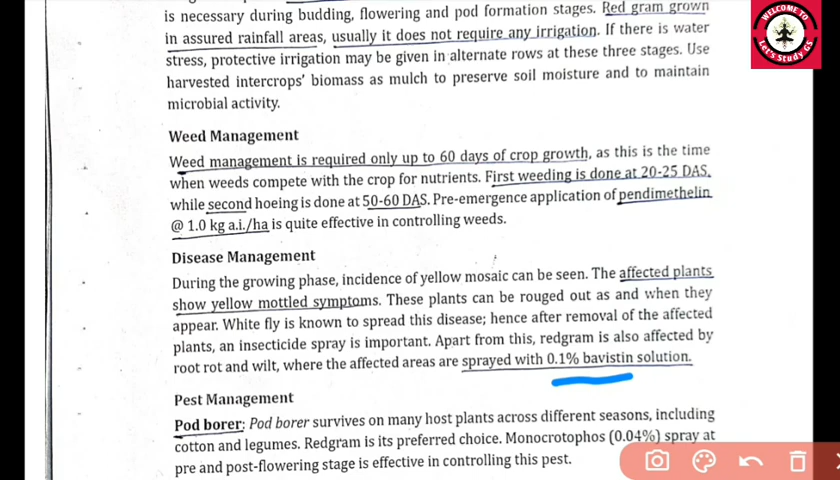 WELCOME TO
Let's Study GS
is necessary during budding, flowering and pod formation stages. Red gram grown
in assured rainfall areas, usually it does not require any irrigation. If there is water
stress, protective irrigation may be given in alternate rows at these three stages. Use
harvested intercrops' biomass as mulch to preserve soil moisture and to maintain
microbial activity.
Weed Management
Weed management is required only up to 60 days of crop growth, as this is the time
when weeds compete with the crop for nutrients. First weeding is done at 20-25 DAS,
while second hoeing is done at 50-60 DAS. Pre-emergence application of pendimethelin
@ 1.0 kg a.i./ha is quite effective in controlling weeds.
Disease Management
During the growing phase, incidence of yellow mosaic can be seen. The affected plants
show yellow mottled symptoms. These plants can be rouged out as and when they
appear. White fly is known to spread this disease; hence after removal of the affected
plants, an insecticide spray is important. Apart from this, redgram is also affected by
root rot and wilt, where the affected areas are sprayed with 0.1% bavistin solution.
Pest Management
Pod borer: Pod borer survives on many host plants across different seasons, including
cotton and legumes. Redgram is its preferred choice. Monocrotophos (0.04%) spray at
pre and post-flowering stage is effective in controlling this pest.